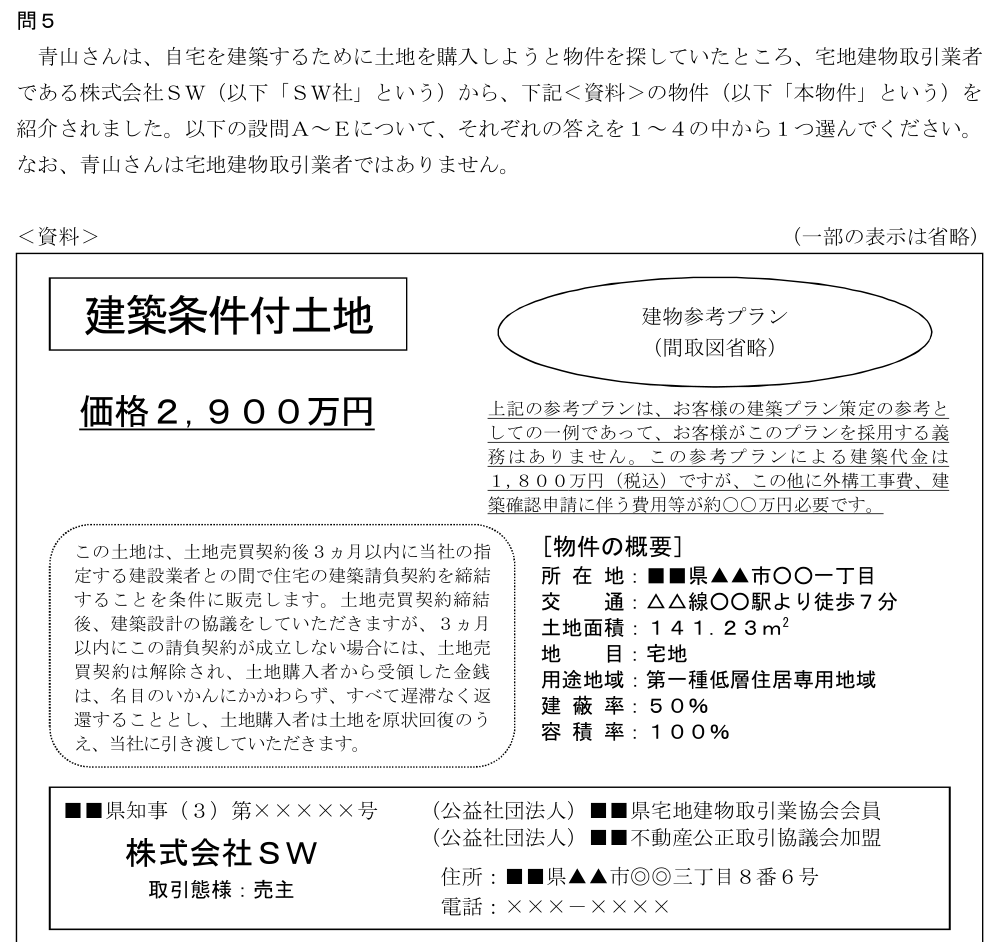 問５
青山さんは、自宅を建築するために土地を購入しようと物件を探していたところ、宅地建物取引業者
である株式会社ＳＷ（以下「ＳＷ社」という）から、下記＜資料＞の物件（以下「本物件」という）を
紹介されました。以下の設問Ａ～Ｅについて、それぞれの答えを１～４の中から１つ選んでください。
なお、青山さんは宅地建物取引業者ではありません。
＜資料＞ （一部の表示は省略）
建築条件付土地
価格２,９００万円
建物参考プラン
（間取図省略）
上記の参考プランは、お客様の建築プラン策定の参考と
しての一例であって、お客様がこのプランを採用する義
務はありません。この参考プランによる建築代金は
１,８００万円（税込）ですが、この他に外構工事費、建
築確認申請に伴う費用等が約○○万円必要です。
この土地は、土地売買契約後３ヵ月以内に当社の指
定する建設業者との間で住宅の建築請負契約を締結
することを条件に販売します。土地売買契約締結
後、建築設計の協議をしていただきますが、３ヵ月
以内にこの請負契約が成立しない場合には、土地売
買契約は解除され、土地購入者から受領した金銭
は、名目のいかんにかかわらず、すべて遅滞なく返
還することとし、土地購入者は土地を原状回復のう
え、当社に引き渡していただきます。
［物件の概要］
所在地：■■県▲▲市○○一丁目
交通：△△線○○駅より徒歩７分
土地面積：１４１.２３㎡
地目：宅地
用途地域：第一種低層住居専用地域
建蔽率：５０％
容積率：１００％
■■県知事（３）第×××××号
株式会社ＳＷ
取引態様：売主
（公益社団法人）■■県宅地建物取引業協会会員
（公益社団法人）■■不動産公正取引協議会加盟
住所：■■県▲▲市◎◎三丁目８番６号
電話：×××－××××